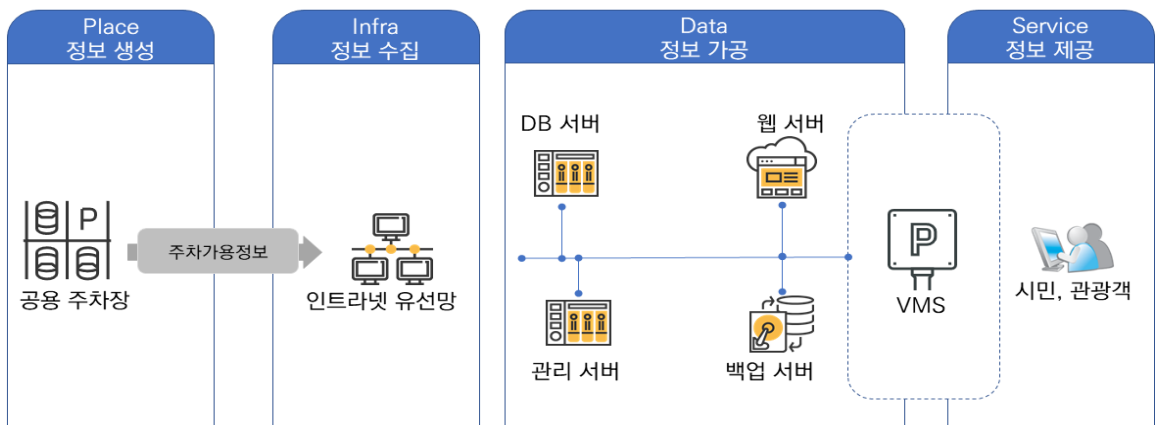 Place
정보 생성
Infra
정보 수집
Data
정보 가공
Service
정보 제공
P
공용 주차장
주차가용정보
인트라넷 유선망
DB 서버
웹 서버
관리 서버
백업 서버
P
VMS
시민, 관광객